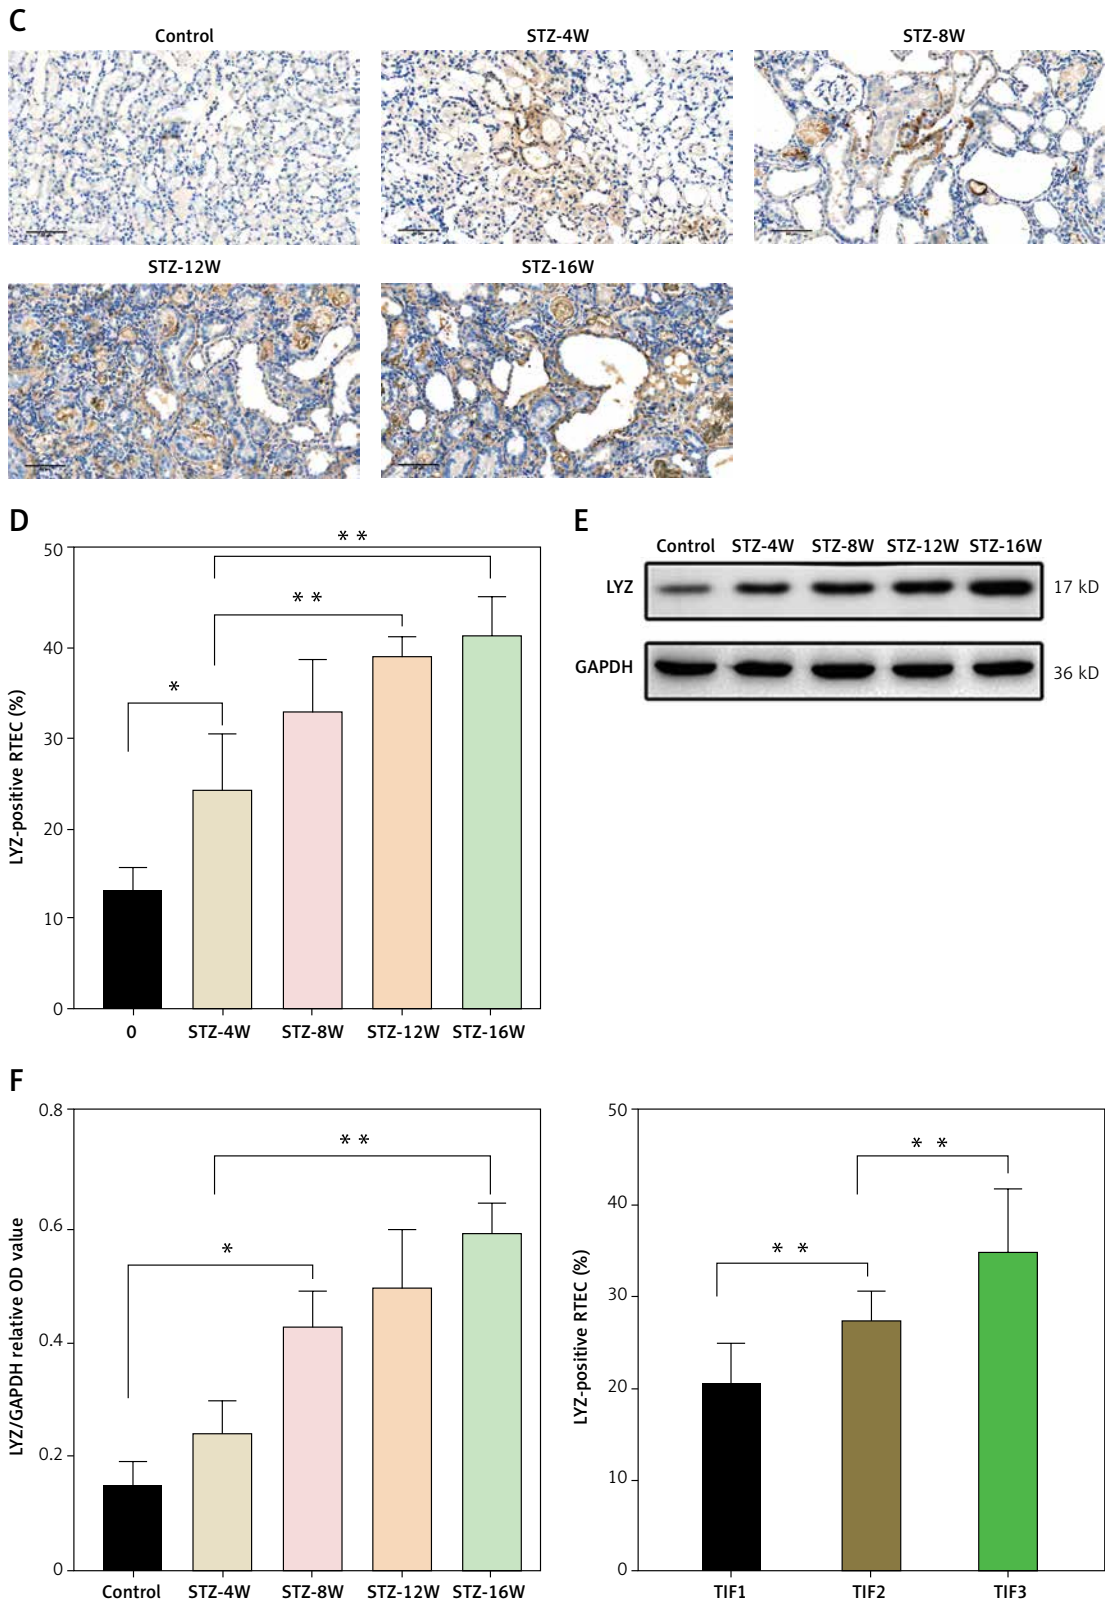 C
Control
STZ-4W
STZ-8W
STZ-12W
STZ-16W
D
LYZ-positive RTEC (%)
50
40
30
20
10
0
*
* *
* *
0 STZ-4W STZ-8W STZ-12W STZ-16W
E
Control STZ-4W STZ-8W STZ-12W STZ-16W
LYZ 17 kD
GAPDH 36 kD
F
LYZ/GAPDH relative OD value
0.8
0.6
0.4
0.2
0
*
* *
Control STZ-4W STZ-8W STZ-12W STZ-16W
LYZ-positive RTEC (%)
50
40
30
20
10
0
* *
* *
TIF1 TIF2 TIF3